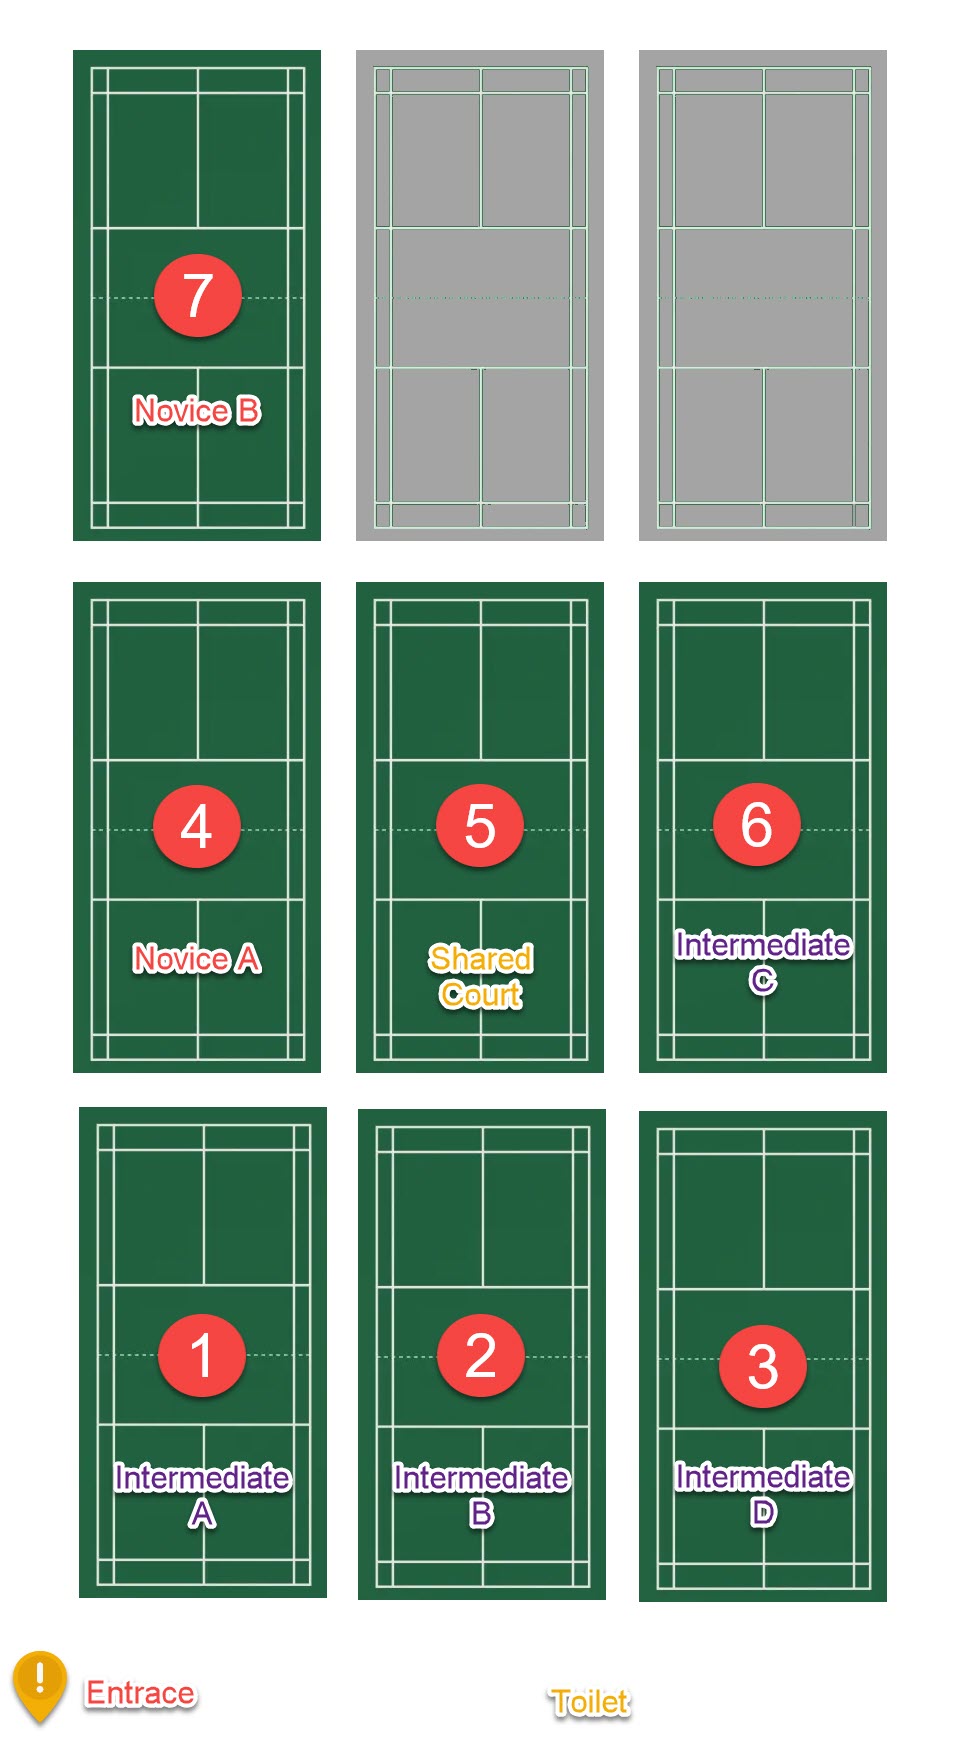 7
Novice B
4
5
6
Novice A
Shared
Court
Intermediate
C
1
2
3
Intermediate
A
Intermediate
B
Intermediate
D
!
Entrace
Toilet